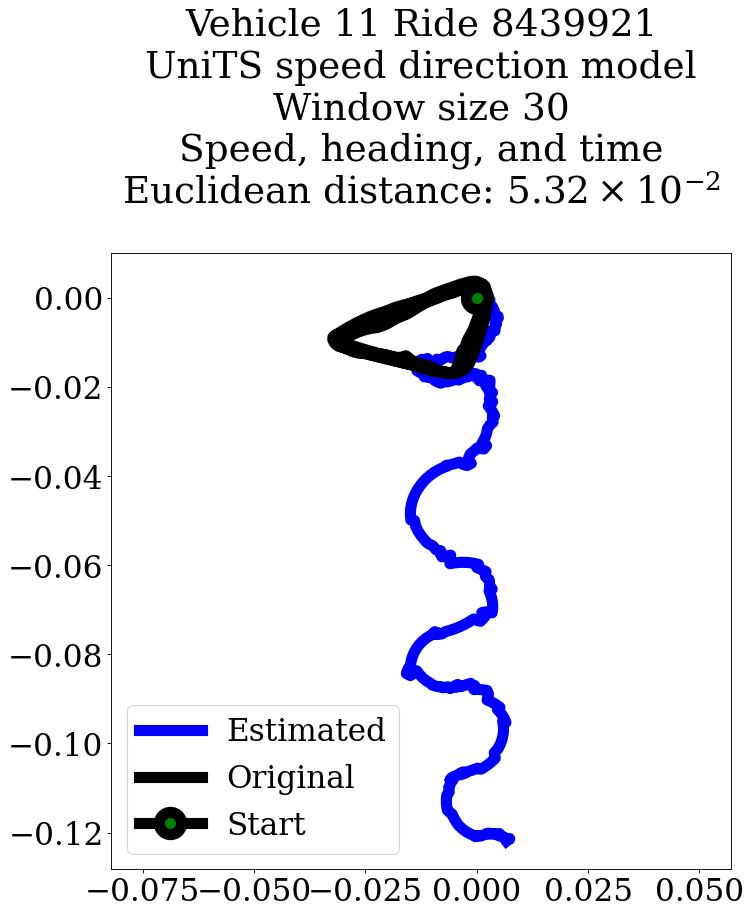 Vehicle 11 Ride 8439921
UniTS speed direction model
Window size 30
Speed, heading, and time
Euclidean distance: 5.32 × 10⁻²
0.00
−0.02
−0.04
−0.06
−0.08
−0.10
−0.12
Estimated
Original
Start
−0.075 −0.050 −0.025 0.000 0.025 0.050